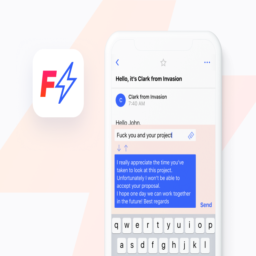 F
Hello, it's Clark from Invasion
C
Clark from Invasion
7:40 AM
Hello John,
Fuck you and your project
I really appreciate the time you've
taken to look at this project.
Unfortunately I won't be able to
accept your proposal.
I hope one day we can work together
in the future! Best regards
Send
q w e r t y u i o p
a s d f g h j k l